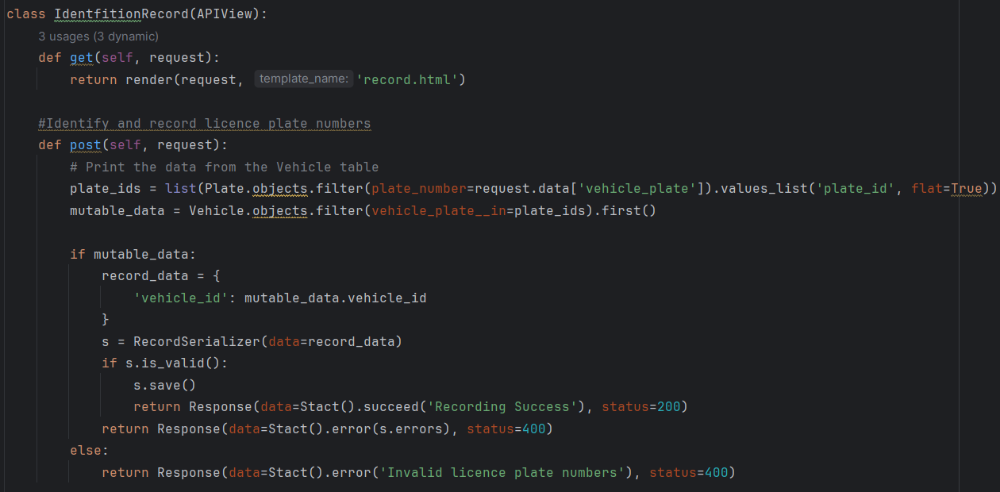 class IdentfitionRecord(APIView):
3 usages (3 dynamic)
def get(self, request):
return render(request, template_name: 'record.html')
#Identify and record licence plate numbers
def post(self, request):
# Print the data from the Vehicle table
plate_ids = list(Plate.objects.filter(plate_number=request.data['vehicle_plate']).values_list('plate_id', flat=True))
mutable_data = Vehicle.objects.filter(vehicle_plate__in=plate_ids).first()
if mutable_data:
record_data = {
'vehicle_id': mutable_data.vehicle_id
}
s = RecordSerializer(data=record_data)
if s.is_valid():
s.save()
return Response(data=Stact().succeed('Recording Success'), status=200)
return Response(data=Stact().error(s.errors), status=400)
else:
return Response(data=Stact().error('Invalid licence plate numbers'), status=400)